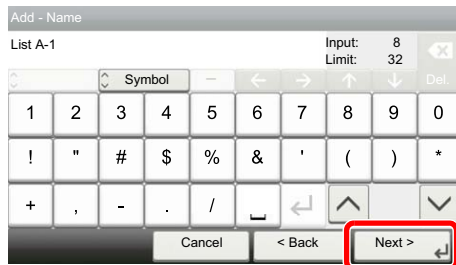 Add - Name
List A-1 Input: 8
Limit: 32
Symbol - Del.
1 2 3 4 5 6 7 8 9 0
! " # $ % & ' ( ) *
+ , - . / ␣
Cancel < Back Next >